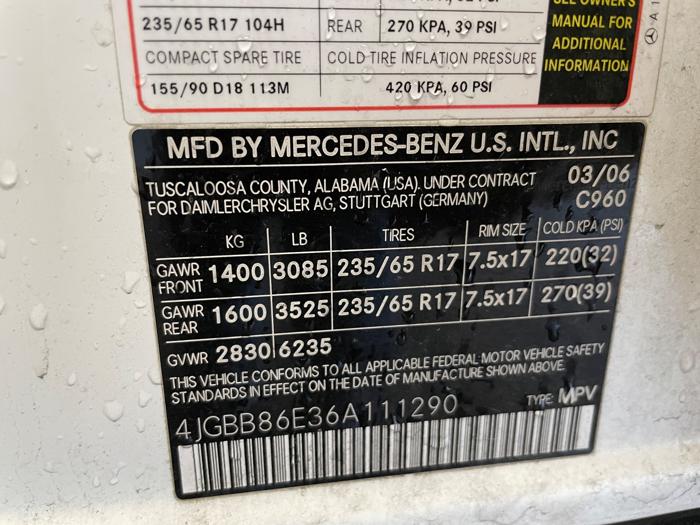 235/65 R17 104H REAR 270 KPA, 39 PSI
COMPACT SPARE TIRE COLD TIRE INFLATION PRESSURE
155/90 D18 113M 420 KPA, 60 PSI
SEE OWNER'S
MANUAL FOR
ADDITIONAL
INFORMATION
A 1
MFD BY MERCEDES-BENZ U.S. INTL., INC
TUSCALOOSA COUNTY, ALABAMA (USA). UNDER CONTRACT 03/06
FOR DAIMLERCHRYSLER AG, STUTTGART (GERMANY) C960
KG LB TIRES RIM SIZE COLD KPA (PSI)
GAWR FRONT 1400 3085 235/65 R17 7.5x17 220(32)
GAWR REAR 1600 3525 235/65 R17 7.5x17 270(39)
GVWR 2830 6235
THIS VEHICLE CONFORMS TO ALL APPLICABLE FEDERAL MOTOR VEHICLE SAFETY
STANDARDS IN EFFECT ON THE DATE OF MANUFACTURE SHOWN ABOVE.
4JGBB86E36A111290 TYPE: MPV